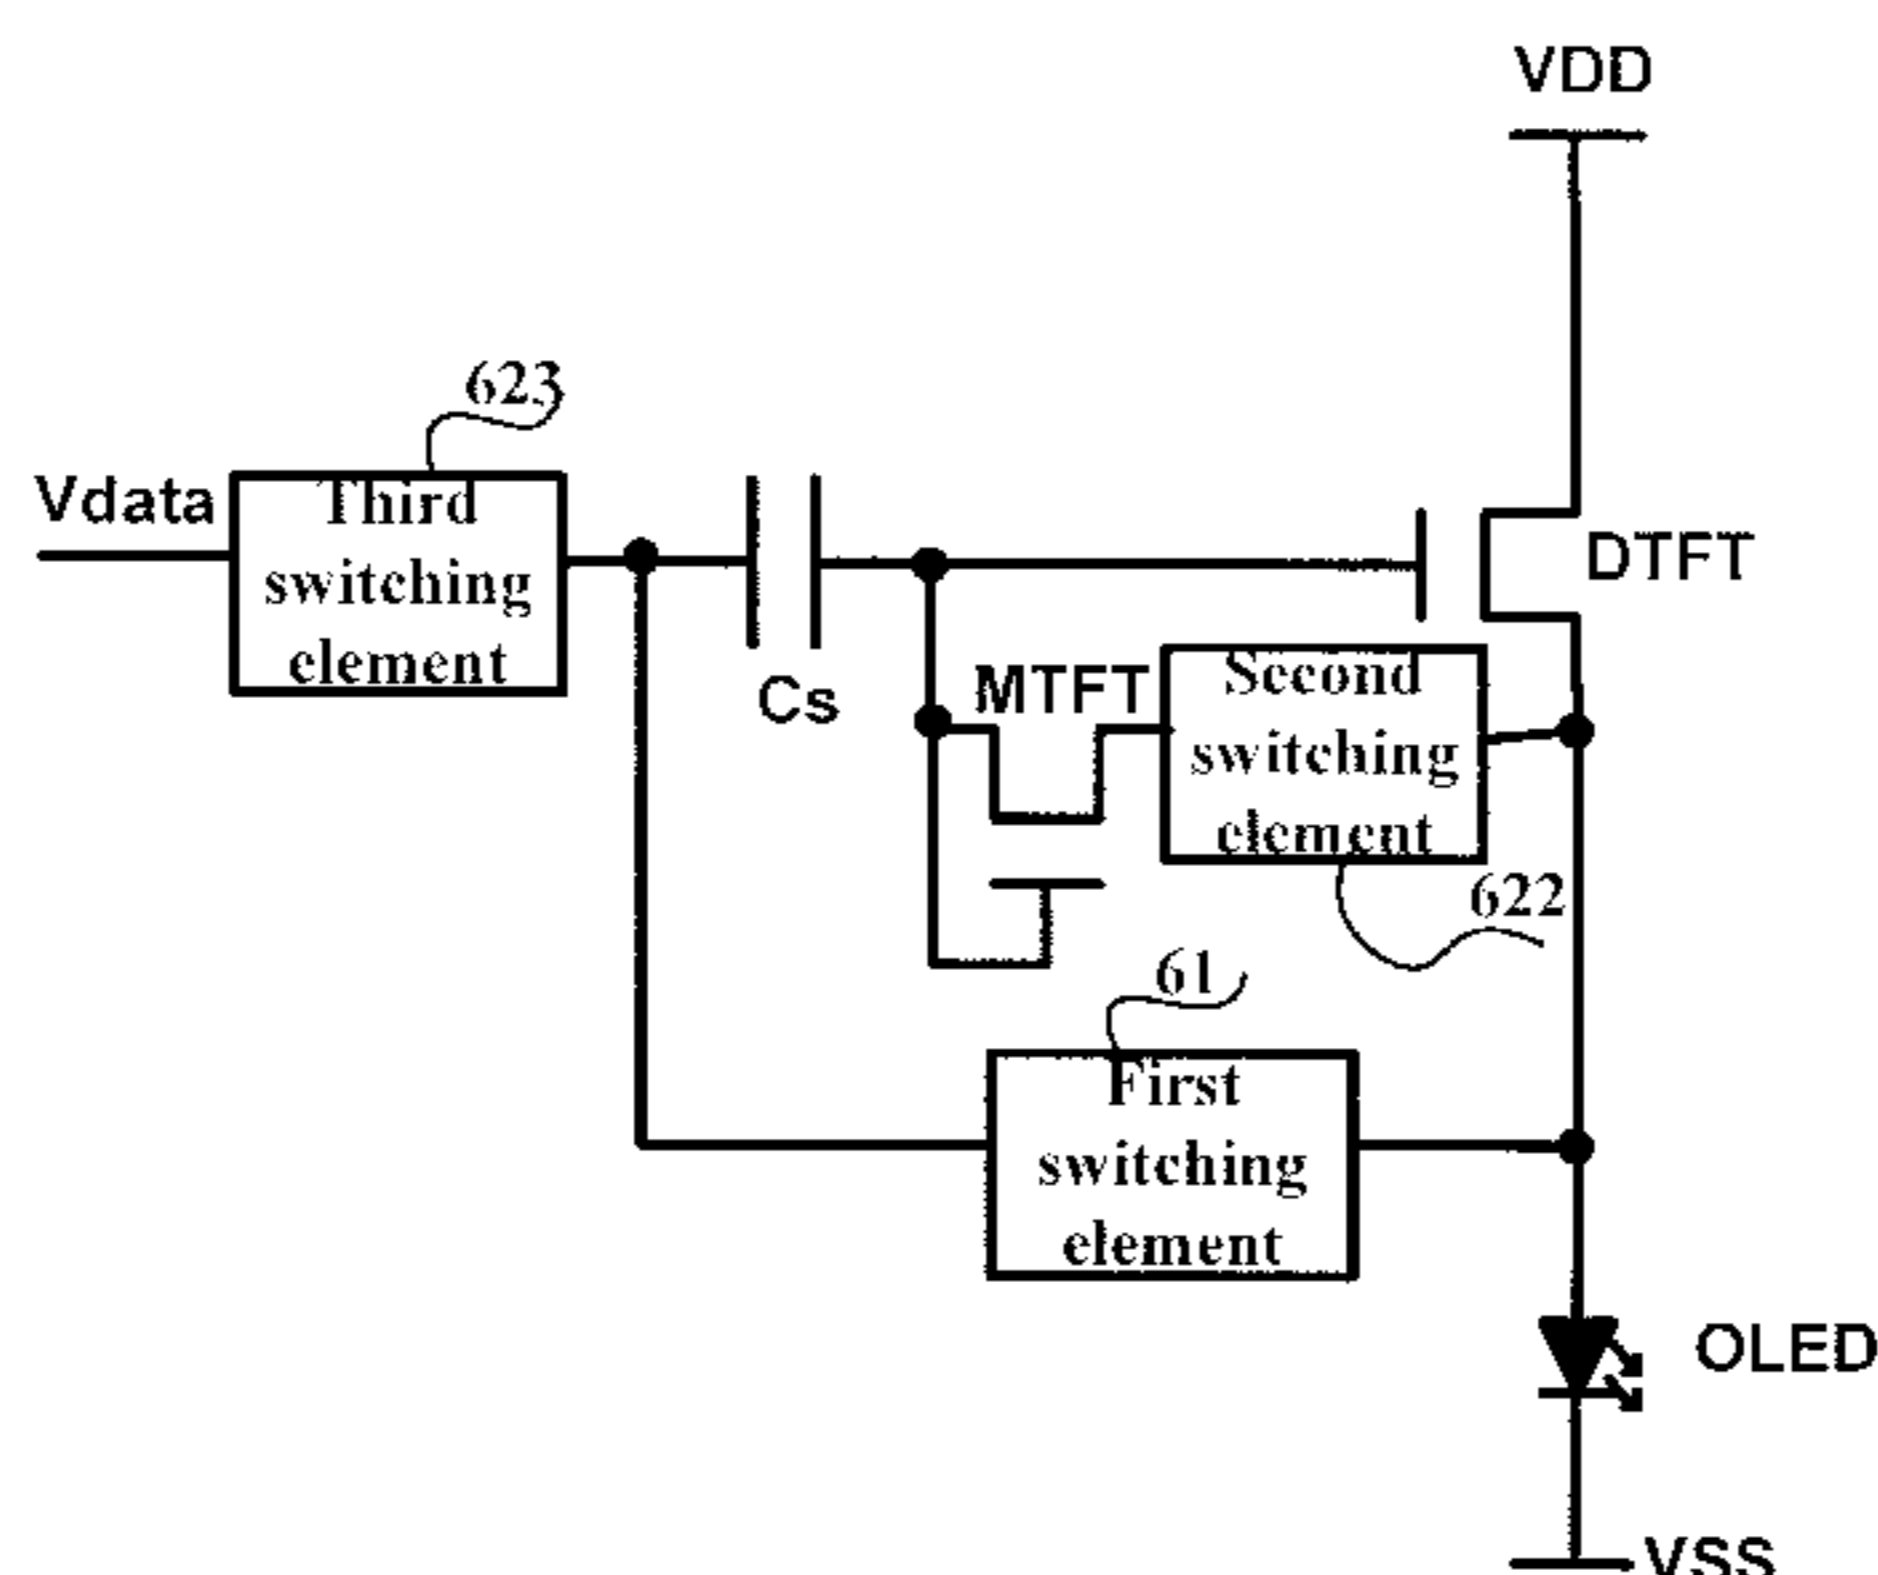 VDD
623
Vdata
Third
switching
element
DTFT
Cs
MTFT
Second
switching
element
622
61
First
switching
element
OLED
VSS